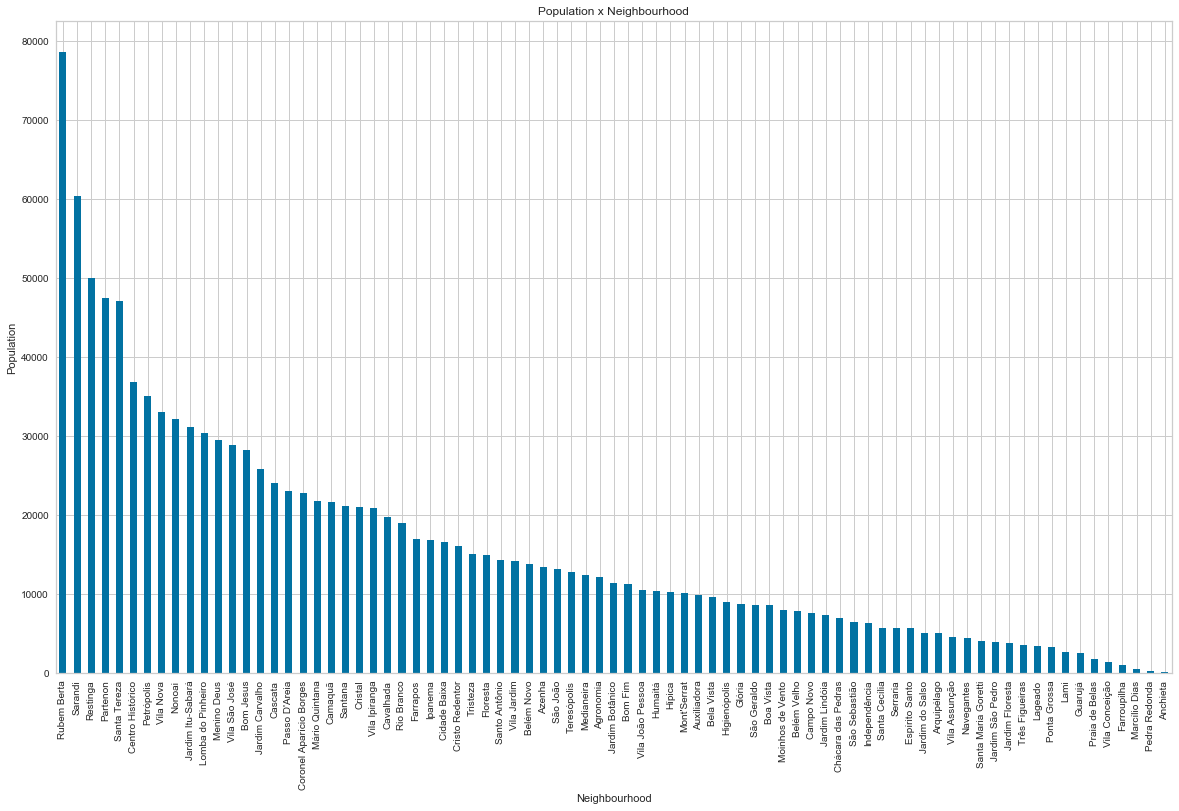 Population x Neighbourhood
80000
70000
60000
50000
40000
30000
20000
10000
0
Population
Rubem Berta
Sarandi
Restinga
Partenon
Santa Tereza
Centro Histórico
Petrópolis
Vila Nova
Nonoai
Jardim Itu-Sabará
Lomba do Pinheiro
Menino Deus
Vila São José
Bom Jesus
Jardim Carvalho
Cascata
Passo D'Areia
Coronel Aparicio Borges
Mário Quintana
Camaquã
Santana
Cristal
Vila Ipiranga
Cavalhada
Rio Branco
Farrapos
Ipanema
Cidade Baixa
Cristo Redentor
Tristeza
Floresta
Santo Antônio
Vila Jardim
Belém Novo
Azenha
São João
Teresópolis
Medianeira
Agronomia
Jardim Botânico
Bom Fim
Vila João Pessoa
Humaitá
Hípica
Mont'Serrat
Auxiliadora
Bela Vista
Higienópolis
Glória
São Geraldo
Boa Vista
Moinhos de Vento
Belém Velho
Campo Novo
Jardim Lindóia
Chácara das Pedras
São Sebastião
Independência
Santa Cecília
Serraria
Espírito Santo
Jardim do Salso
Arquipélago
Vila Assunção
Navegantes
Santa Maria Goretti
Jardim São Pedro
Jardim Floresta
Três Figueiras
Lageado
Ponta Grossa
Lami
Guarujá
Praia de Belas
Vila Conceição
Farroupilha
Marcílio Dias
Pedra Redonda
Anchieta
Neighbourhood